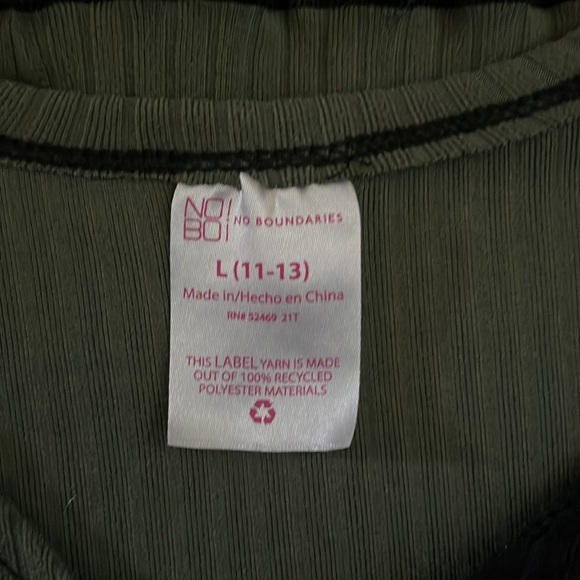 NO!
BO!
NO BOUNDARIES
L (11-13)
Made in/Hecho en China
RN# 52469 21T
THIS LABEL YARN IS MADE
OUT OF 100% RECYCLED
POLYESTER MATERIALS